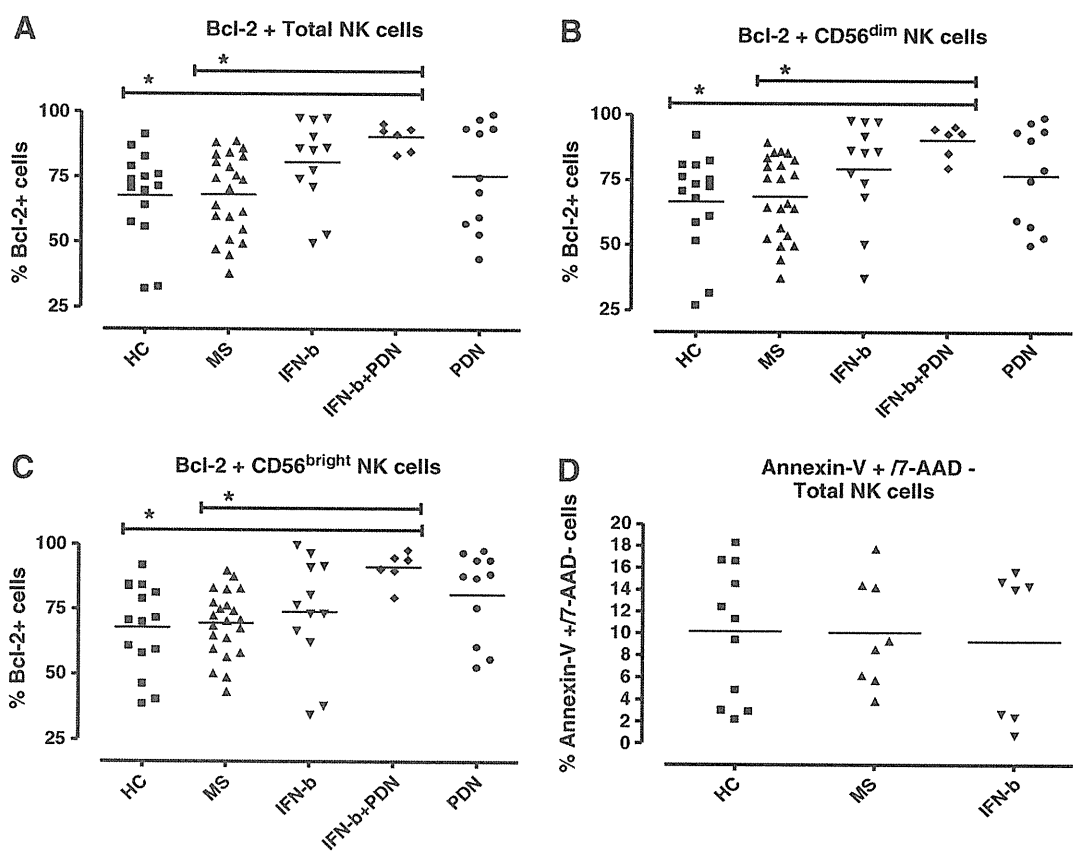 A
Bcl-2 + Total NK cells
*
*
% Bcl-2+ cells
100
75
50
25
HC
MS
IFN-b
IFN-b+PDN
PDN
B
Bcl-2 + CD56dim NK cells
*
*
% Bcl-2+ cells
100
75
50
25
HC
MS
IFN-b
IFN-b+PDN
PDN
C
Bcl-2 + CD56bright NK cells
*
*
% Bcl-2+ cells
100
75
50
25
HC
MS
IFN-b
IFN-b+PDN
PDN
D
Annexin-V + /7-AAD -
Total NK cells
% Annexin-V +/7-AAD- cells
20
18
16
14
12
10
8
6
4
2
0
HC
MS
IFN-b